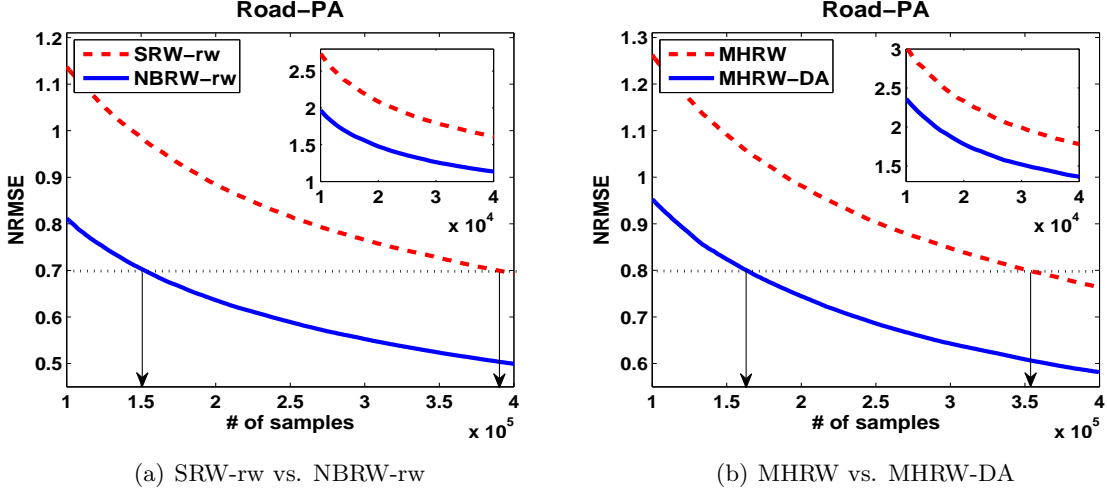 Road−PA
1.2
1.1
1
0.9
0.8
0.7
0.6
0.5
NRMSE
SRW−rw
NBRW−rw
2.5
2
1.5
1
1 2 3 4
x 10^4
1 1.5 2 2.5 3 3.5 4
# of samples
x 10^5
(a) SRW-rw vs. NBRW-rw
Road−PA
1.3
1.2
1.1
1
0.9
0.8
0.7
0.6
NRMSE
MHRW
MHRW−DA
3
2.5
2
1.5
1 2 3 4
x 10^4
1 1.5 2 2.5 3 3.5 4
# of samples
x 10^5
(b) MHRW vs. MHRW-DA